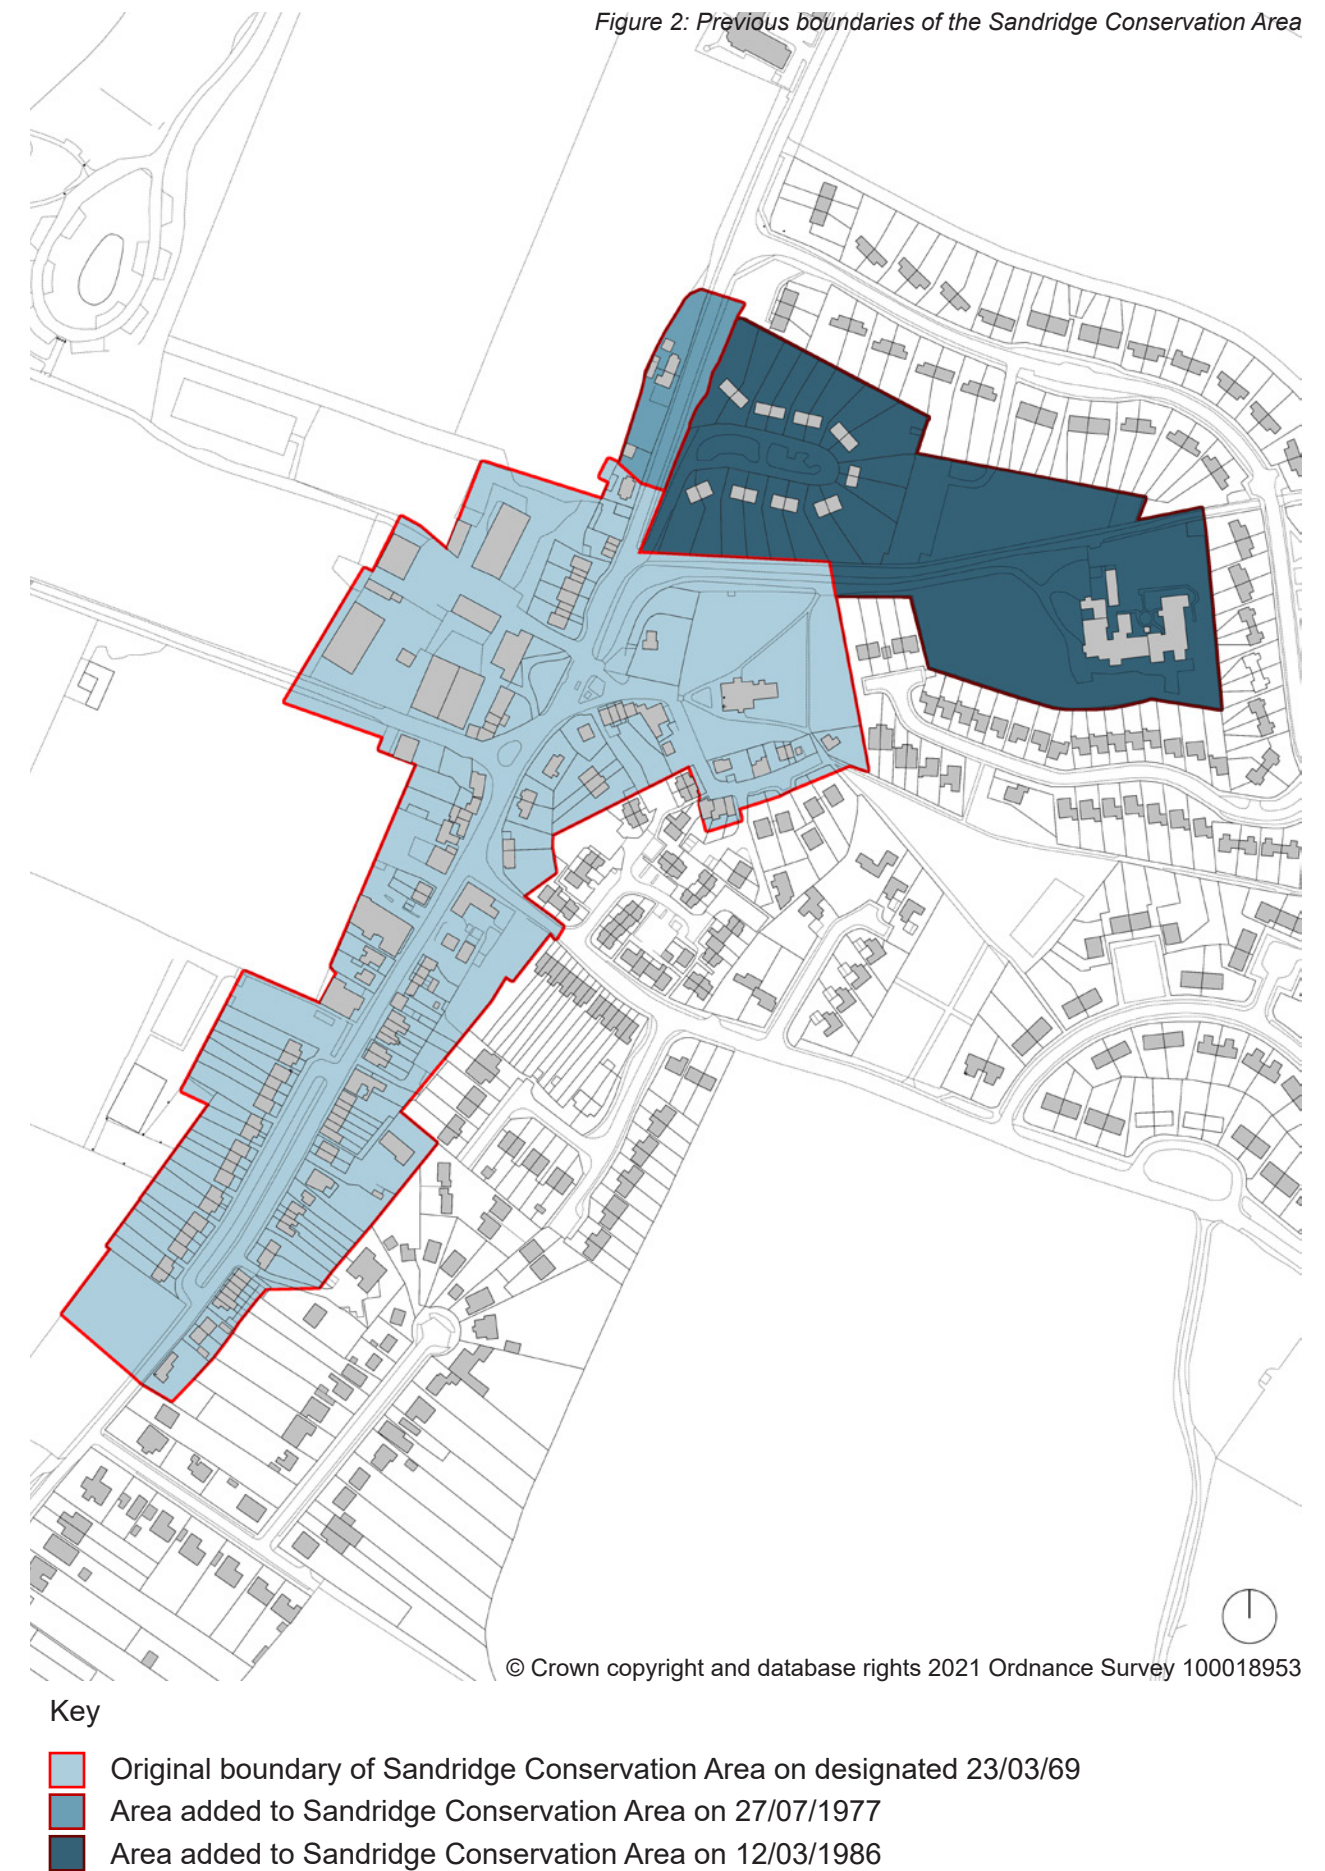 Figure 2: Previous boundaries of the Sandridge Conservation Area
© Crown copyright and database rights 2021 Ordnance Survey 100018953
Key
Original boundary of Sandridge Conservation Area on designated 23/03/69
Area added to Sandridge Conservation Area on 27/07/1977
Area added to Sandridge Conservation Area on 12/03/1986